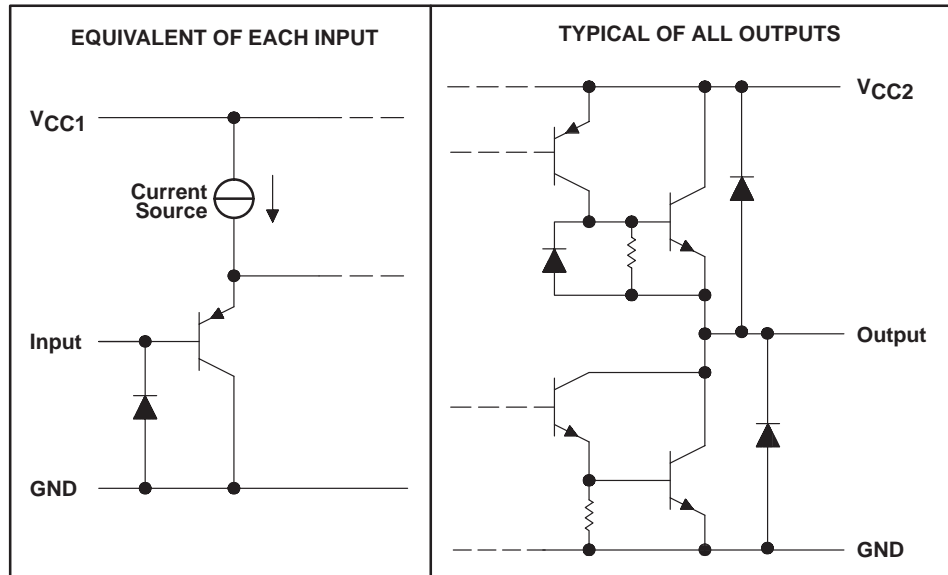 EQUIVALENT OF EACH INPUT
VCC1
Current
Source
Input
GND
TYPICAL OF ALL OUTPUTS
VCC2
Output
GND